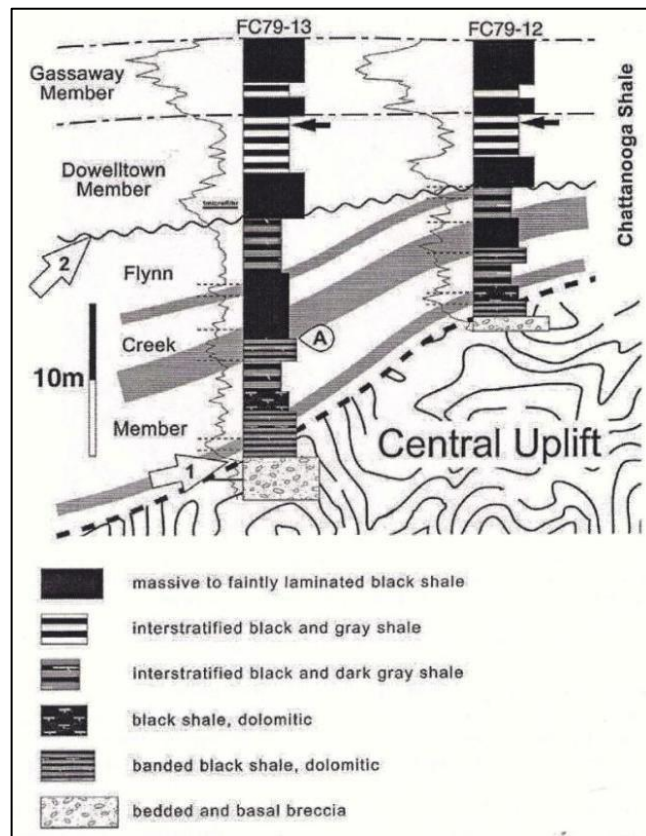 FC79-13
FC79-12
Gassaway
Member
Dowelltown
Member
Chattanooga Shale
2
Flynn
Creek
Member
A
10m
1
Central Uplift
massive to faintly laminated black shale
interstratified black and gray shale
interstratified black and dark gray shale
black shale, dolomitic
banded black shale, dolomitic
bedded and basal breccia